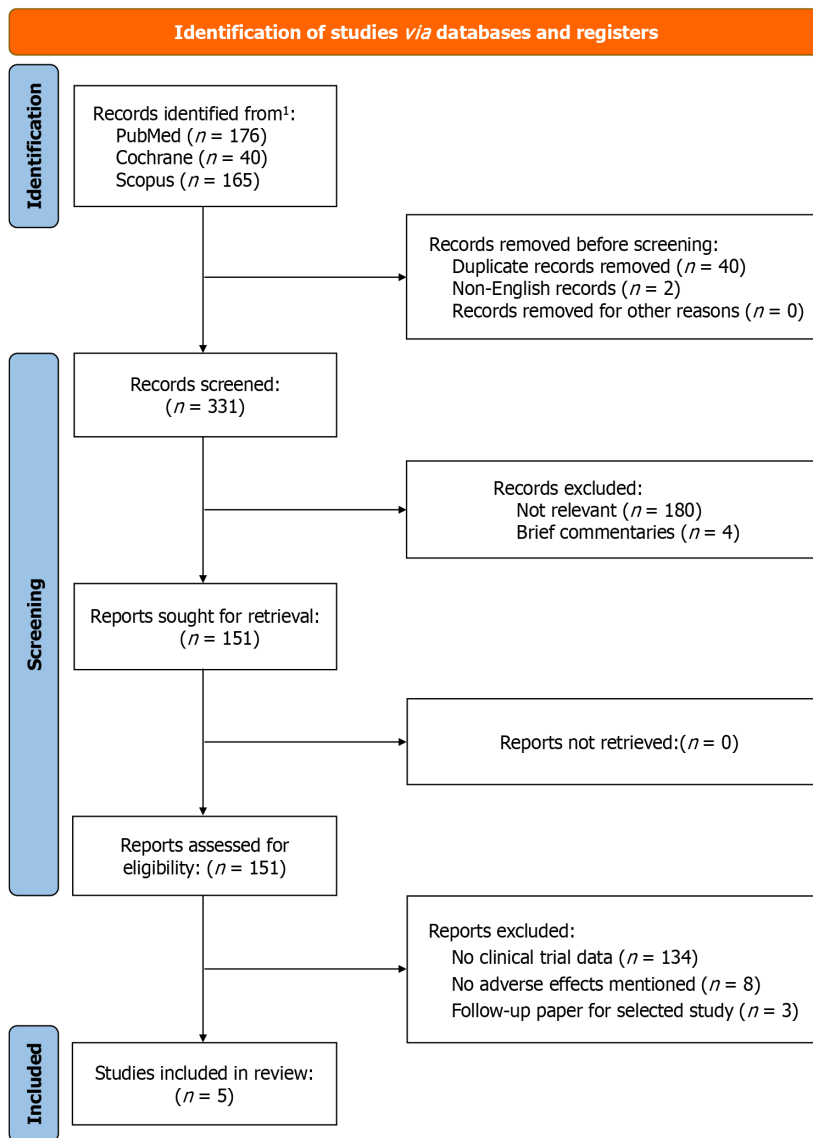 Identification of studies via databases and registers
Identification
Records identified from¹:
PubMed (n = 176)
Cochrane (n = 40)
Scopus (n = 165)
Records removed before screening:
Duplicate records removed (n = 40)
Non-English records (n = 2)
Records removed for other reasons (n = 0)
Screening
Records screened:
(n = 331)
Records excluded:
Not relevant (n = 180)
Brief commentaries (n = 4)
Reports sought for retrieval:
(n = 151)
Reports not retrieved:(n = 0)
Reports assessed for
eligibility: (n = 151)
Reports excluded:
No clinical trial data (n = 134)
No adverse effects mentioned (n = 8)
Follow-up paper for selected study (n = 3)
Included
Studies included in review:
(n = 5)